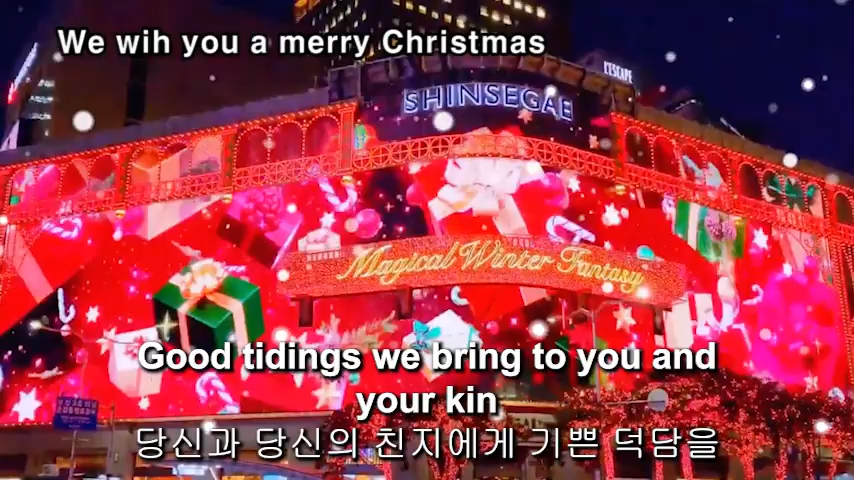 We wih you a merry Christmas
L'ESCAPE
SHINSEGAE
Magical Winter Fantasy
Good tidings we bring to you and
your kin
당신과 당신의 친지에게 기쁜 덕담을